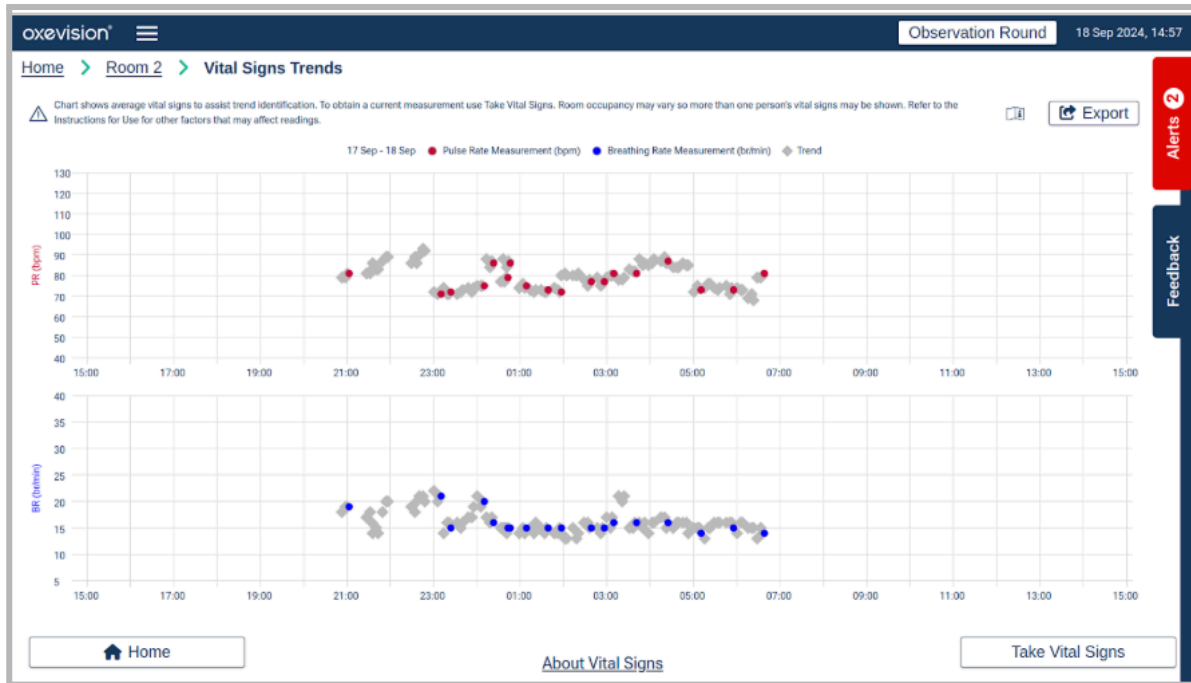 oxevision®
Observation Round
18 Sep 2024, 14:57
Home > Room 2 > Vital Signs Trends
Chart shows average vital signs to assist trend identification. To obtain a current measurement use Take Vital Signs. Room occupancy may vary so more than one person's vital signs may be shown. Refer to the
Instructions for Use for other factors that may affect readings.
Export
Alerts 2
Feedback
17 Sep - 18 Sep Pulse Rate Measurement (bpm) Breathing Rate Measurement (br/min) Trend
PR (bpm)
130
120
110
100
90
80
70
60
50
40
15:00 17:00 19:00 21:00 23:00 01:00 03:00 05:00 07:00 09:00 11:00 13:00 15:00
BR (br/min)
40
35
30
25
20
15
10
5
15:00 17:00 19:00 21:00 23:00 01:00 03:00 05:00 07:00 09:00 11:00 13:00 15:00
Home
About Vital Signs
Take Vital Signs